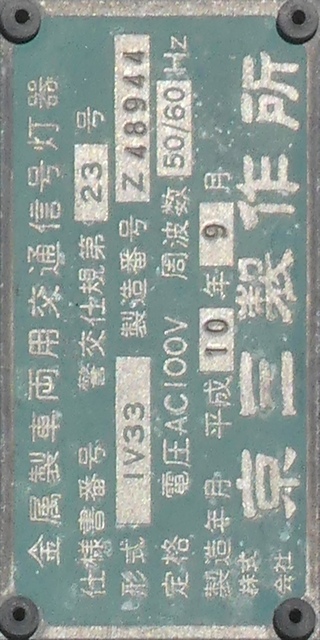 金属製車両用交通信号灯器
仕様書番号 警交仕規第 23 号
形式 1V33 製造番号 Z48944
定格 電圧AC100V 周波数 50/60 Hz
製造年月 平成 10 年 9 月
株式会社 京三製作所